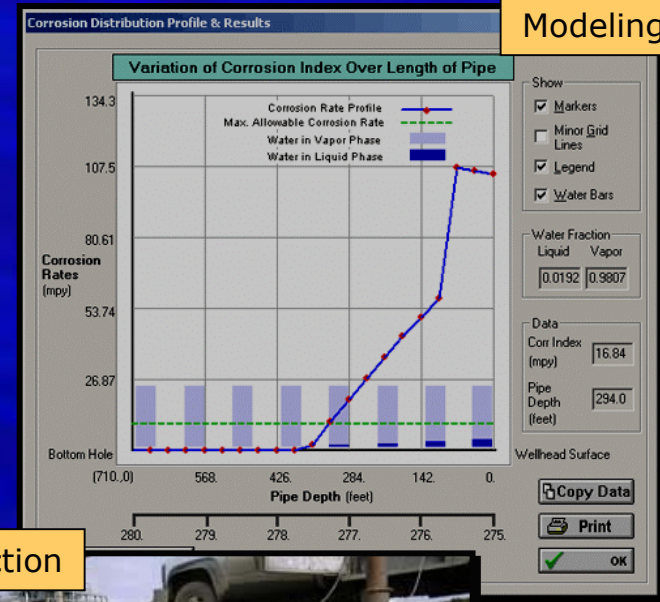 Corrosion Distribution Profile & Results
Modeling
Variation of Corrosion Index Over Length of Pipe
134.3
107.5
80.61
53.74
26.87
Corrosion
Rates
(mpy)
Bottom Hole
Corrosion Rate Profile
Max. Allowable Corrosion Rate
Water in Vapor Phase
Water in Liquid Phase
(710..0) 568. 426. 284. 142. 0.
Wellhead Surface
Pipe Depth (feet)
280. 279. 278. 277. 276. 275.
Show
Markers
Minor Grid
Lines
Legend
Water Bars
Water Fraction
Liquid Vapor
0.0192 0.9807
Data
Corr Index
(mpy)
16.84
Pipe
Depth
(feet)
294.0
Copy Data
Print
OK
ction